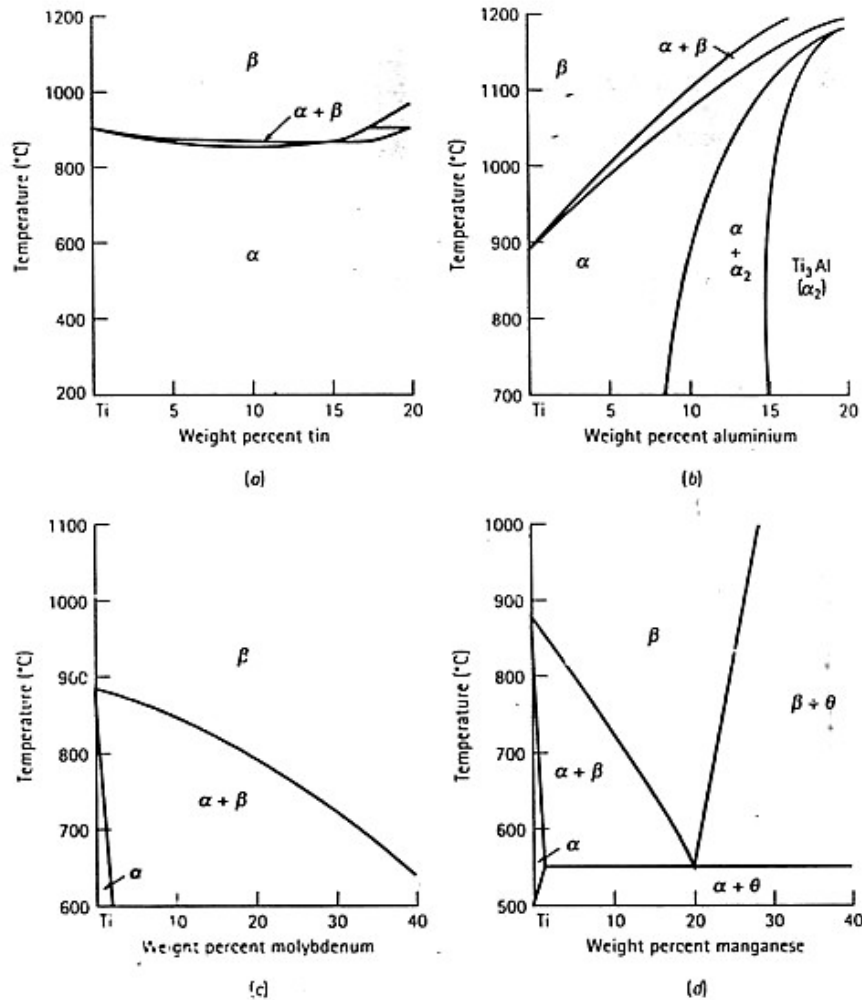 1200
1000
800
600
400
200
Temperature (°C)
β
α + β
α
Ti 5 10 15 20
Weight percent tin
(a)
1200
1100
1000
900
800
700
Temperature (°C)
β
α + β
α
α
+
α₂
Ti₃Al
(α₂)
Ti 5 10 15 20
Weight percent aluminium
(b)
1100
1000
900
800
700
600
Temperature (°C)
β
α + β
α
Ti 10 20 30 40
Weight percent molybdenum
(c)
1000
900
800
700
600
500
Temperature (°C)
β
β + θ
α + β
α
α + θ
Ti 10 20 30 40
Weight percent manganese
(d)